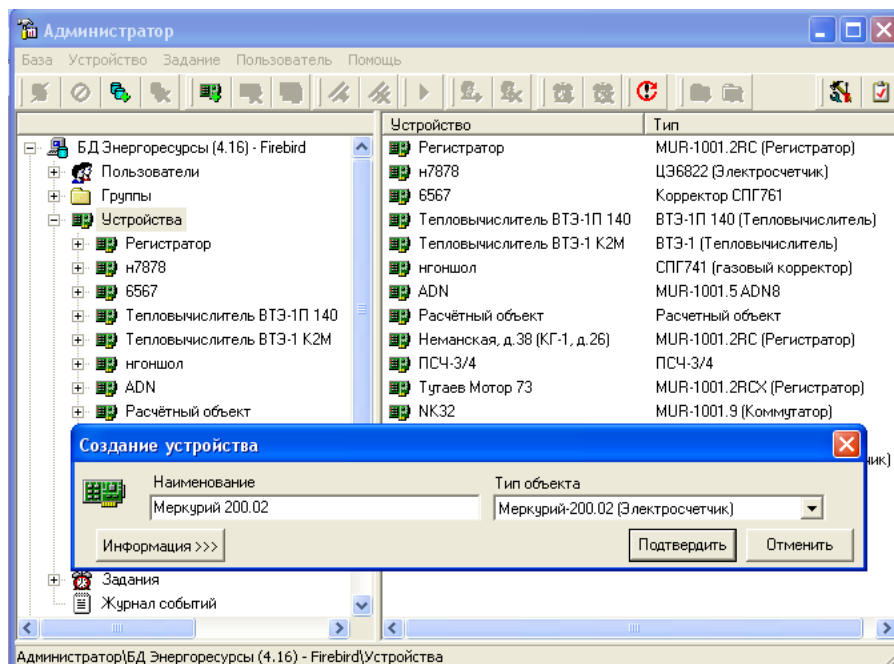 Администратор
База Устройство Задание Пользователь Помощь
Устройство Тип
БД Энергоресурсы (4.16) - Firebird
Пользователи
Группы
Устройства
Регистратор
н7878
6567
Тепловычислитель ВТЭ-1П 140
Тепловычислитель ВТЭ-1 К2М
нгоншол
ADN
Расчётный объект
Регистратор MUR-1001.2RC (Регистратор)
н7878 ЦЭ6822 (Электросчетчик)
6567 Корректор СПГ761
Тепловычислитель ВТЭ-1П 140 ВТЭ-1П 140 (Тепловычислитель)
Тепловычислитель ВТЭ-1 К2М ВТЭ-1 (Тепловычислитель)
нгоншол СПГ741 (газовый корректор)
ADN MUR-1001.5 ADN8
Расчётный объект Расчетный объект
Неманская, д.38 (КГ-1, д.26) MUR-1001.2RC (Регистратор)
ПСЧ-3/4 ПСЧ-3/4
Тутаев Мотор 73 MUR-1001.2RCX (Регистратор)
NK32 MUR-1001.9 (Коммутатор)
Создание устройства
Наименование Тип объекта
Меркурий 200.02 Меркурий-200.02 (Электросчетчик)
Информация >>> Подтвердить Отменить
Задания
Журнал событий
Администратор\БД Энергоресурсы (4.16) - Firebird\Устройства